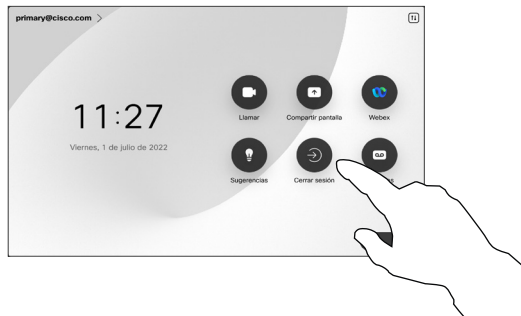 primary@cisco.com
11:27
Viernes, 1 de julio de 2022
Llamar
Compartir pantalla
Webex
Sugerencias
Cerrar sesión